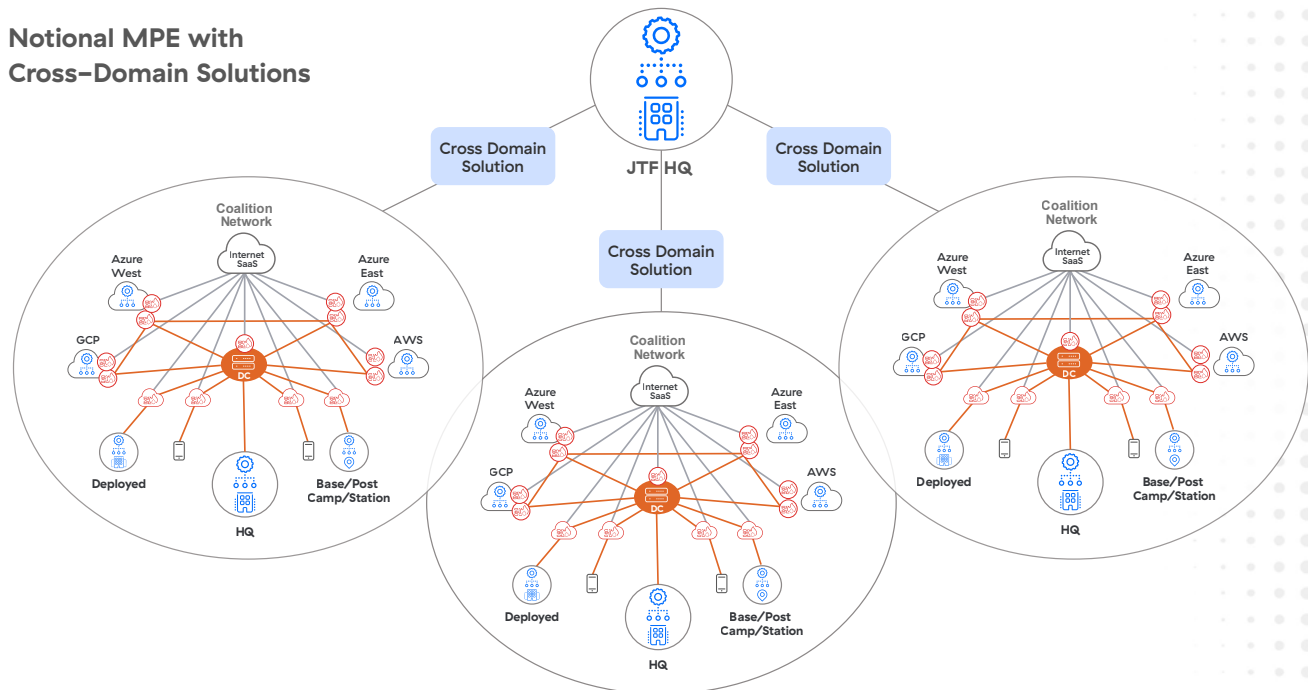 Notional MPE with
Cross–Domain Solutions
JTF HQ
Cross Domain
Solution
Cross Domain
Solution
Cross Domain
Solution
Coalition
Network
Internet
SaaS
Azure
West
Azure
East
GCP
AWS
DC
Deployed
HQ
Base/Post
Camp/Station
Coalition
Network
Internet
SaaS
Azure
West
Azure
East
GCP
AWS
DC
Deployed
HQ
Base/Post
Camp/Station
Coalition
Network
Internet
SaaS
Azure
West
Azure
East
GCP
AWS
DC
Deployed
HQ
Base/Post
Camp/Station